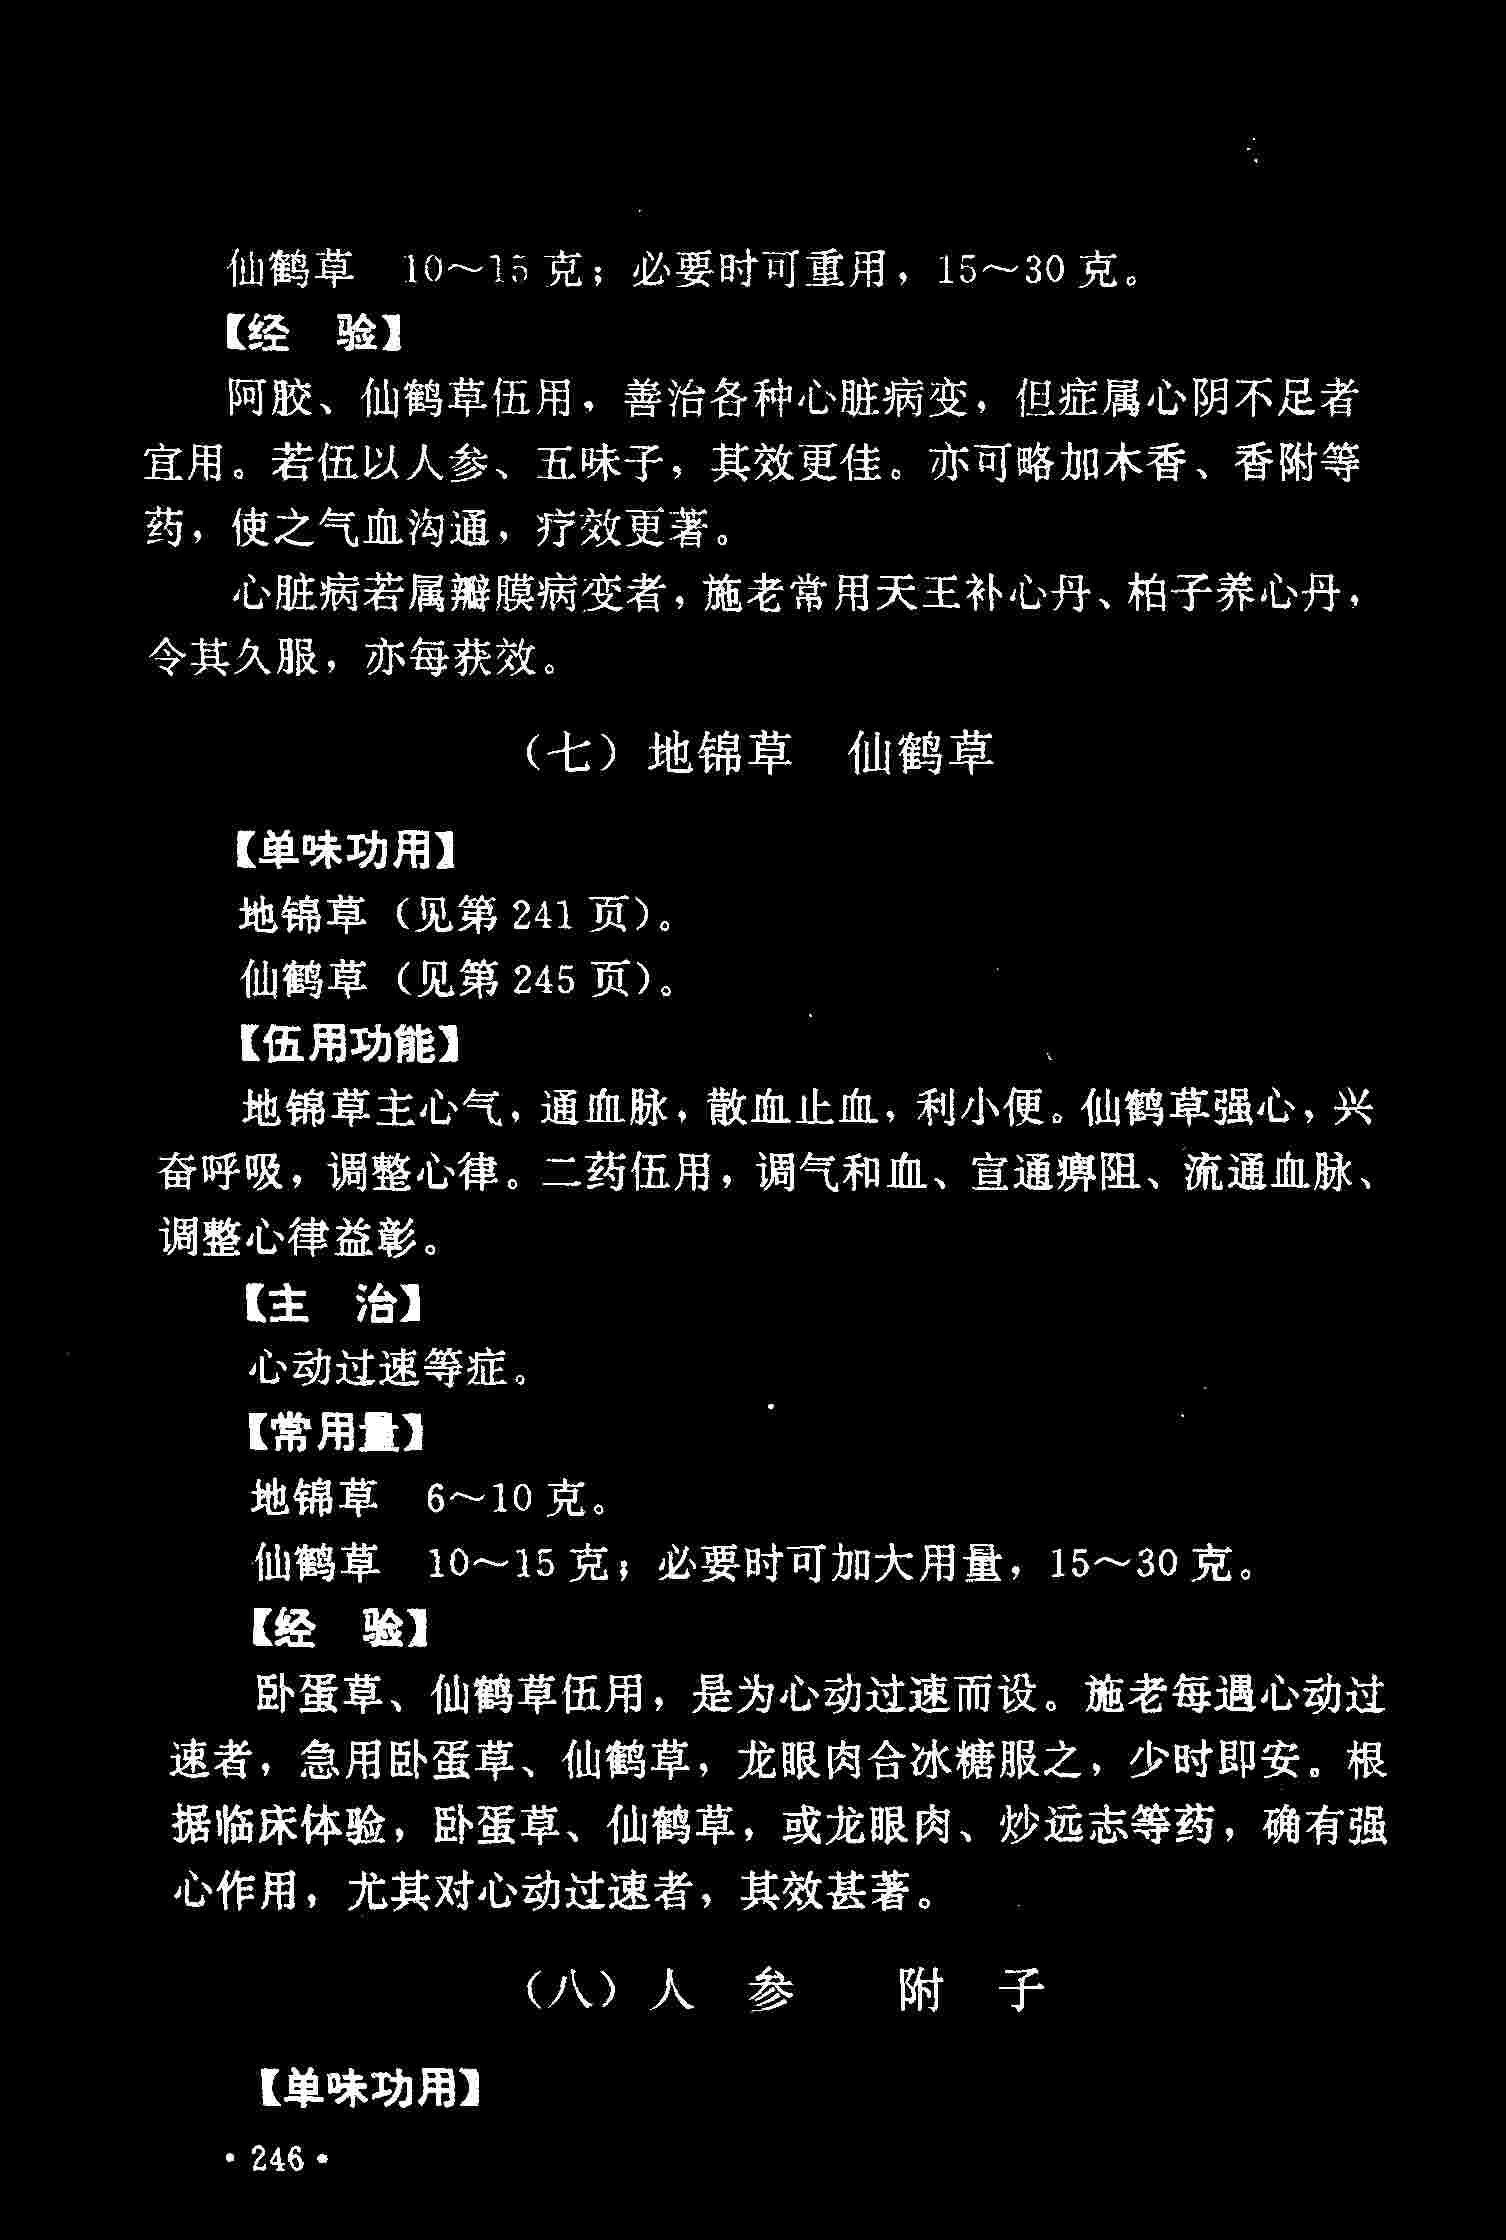 仙鹤草　10～15 克；必要时可重用，15～30 克。
【经　验】
阿胶、仙鹤草伍用，善治各种心脏病变，但症属心阴不足者
宜用。若伍以人参、五味子，其效更佳。亦可略加木香、香附等
药，使之气血沟通，疗效更著。
心脏病若属瓣膜病变者，施老常用天王补心丹、柏子养心丹，
令其久服，亦每获效。
（七）地锦草　仙鹤草
【单味功用】
地锦草（见第 241 页）。
仙鹤草（见第 245 页）。
【伍用功能】
地锦草主心气，通血脉，散血止血，利小便。仙鹤草强心，兴
奋呼吸，调整心律。二药伍用，调气和血、宣通痹阻、流通血脉、
调整心律益彰。
【主　治】
心动过速等症。
【常用量】
地锦草　6～10 克。
仙鹤草　10～15 克；必要时可加大用量，15～30 克。
【经　验】
卧蛋草、仙鹤草伍用，是为心动过速而设。施老每遇心动过
速者，急用卧蛋草、仙鹤草，龙眼肉合冰糖服之，少时即安。根
据临床体验，卧蛋草、仙鹤草，或龙眼肉、炒远志等药，确有强
心作用，尤其对心动过速者，其效甚著。
（八）人　参　　附　子
【单味功用】
· 246 ·